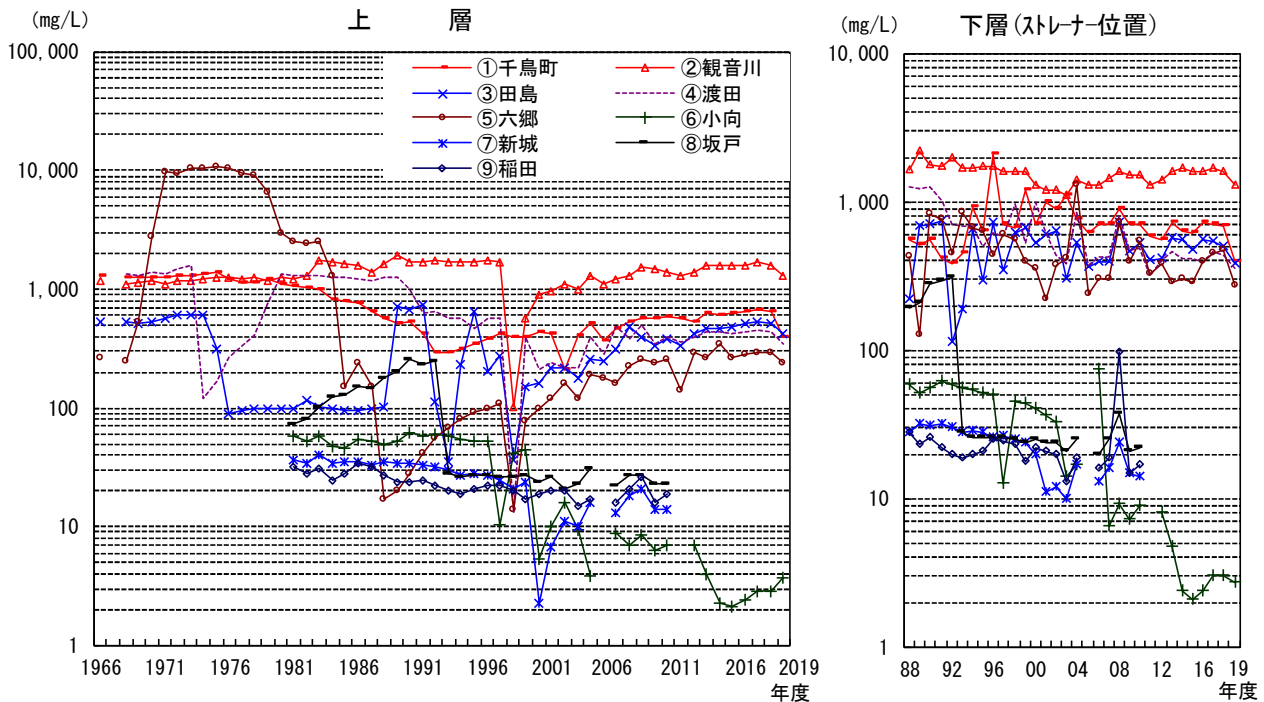 (mg/L)
上 層
100,000
10,000
1,000
100
10
1
①千鳥町 ②観音川
③田島 ④渡田
⑤六郷 ⑥小向
⑦新城 ⑧坂戸
⑨稲田
1966 1971 1976 1981 1986 1991 1996 2001 2006 2011 2016 2019
年度
(mg/L)
下層(ストレーナー位置)
10,000
1,000
100
10
1
88 92 96 00 04 08 12 16 19
年度